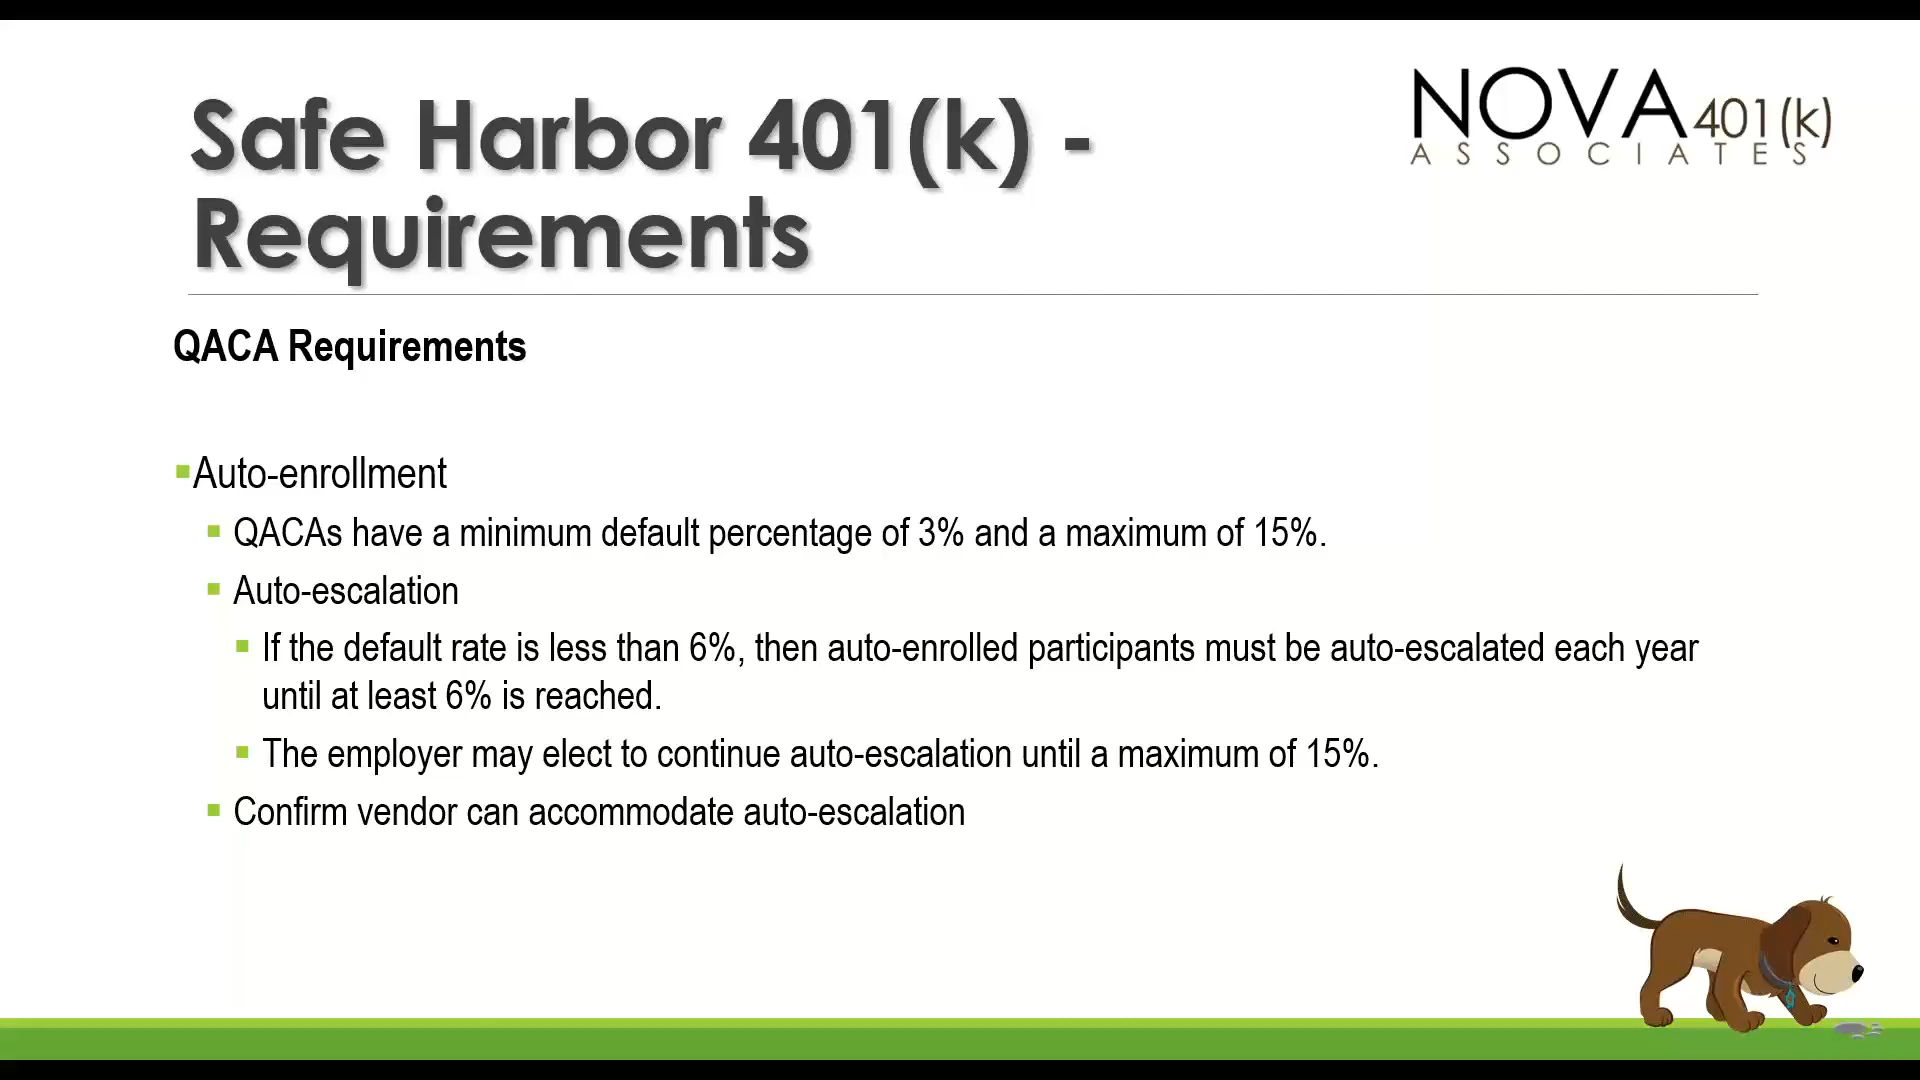 Safe Harbor 401(k) -
Requirements
NOVA 401(k)
ASSOCIATES
QACA Requirements
Auto-enrollment
QACAs have a minimum default percentage of 3% and a maximum of 15%.
Auto-escalation
If the default rate is less than 6%, then auto-enrolled participants must be auto-escalated each year
until at least 6% is reached.
The employer may elect to continue auto-escalation until a maximum of 15%.
Confirm vendor can accommodate auto-escalation